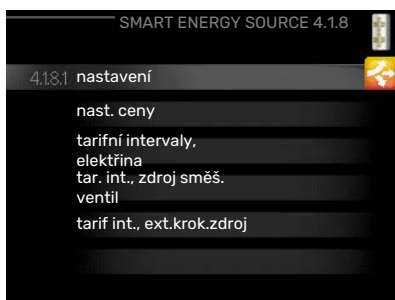 SMART ENERGY SOURCE 4.1.8
4.1.8.1 nastavení
nast. ceny
tarifní intervaly,
elektřina
tar. int., zdroj směš.
ventil
tarif int., ext.krok.zdroj